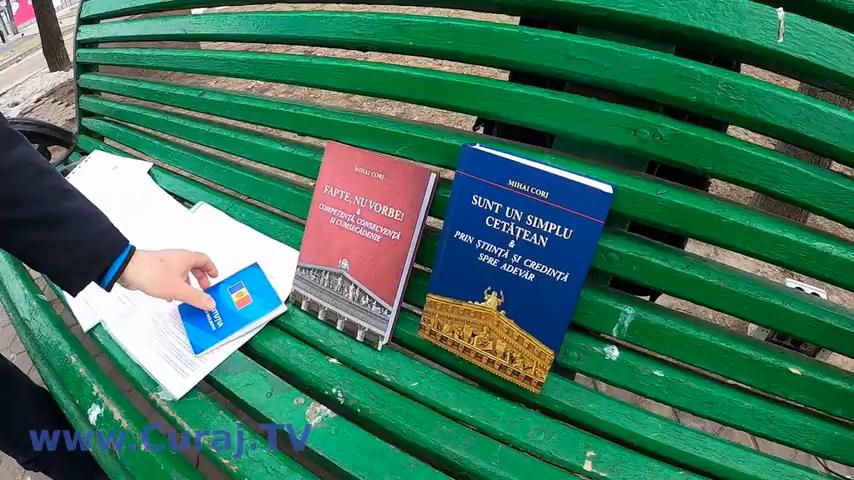 MIHAI CORI
FAPTE, NU VORBE!
&
COMPETENȚĂ, CONSECVENȚĂ
ȘI CUMSECĂDENIE
MIHAI CORI
SUNT UN SIMPLU
CETĂȚEAN
&
PRIN ȘTIINȚĂ ȘI CREDINȚĂ
SPRE ADEVĂR
www.Curaj.TV